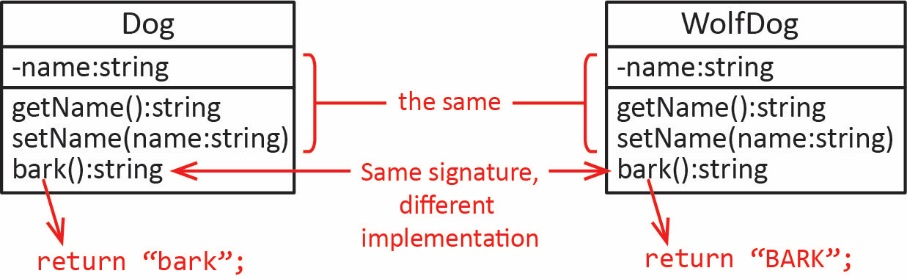 Dog
-name:string
getName():string
setName(name:string)
bark():string
return “bark”;
the same
Same signature,
different
implementation
WolfDog
-name:string
getName():string
setName(name:string)
bark():string
return “BARK”;